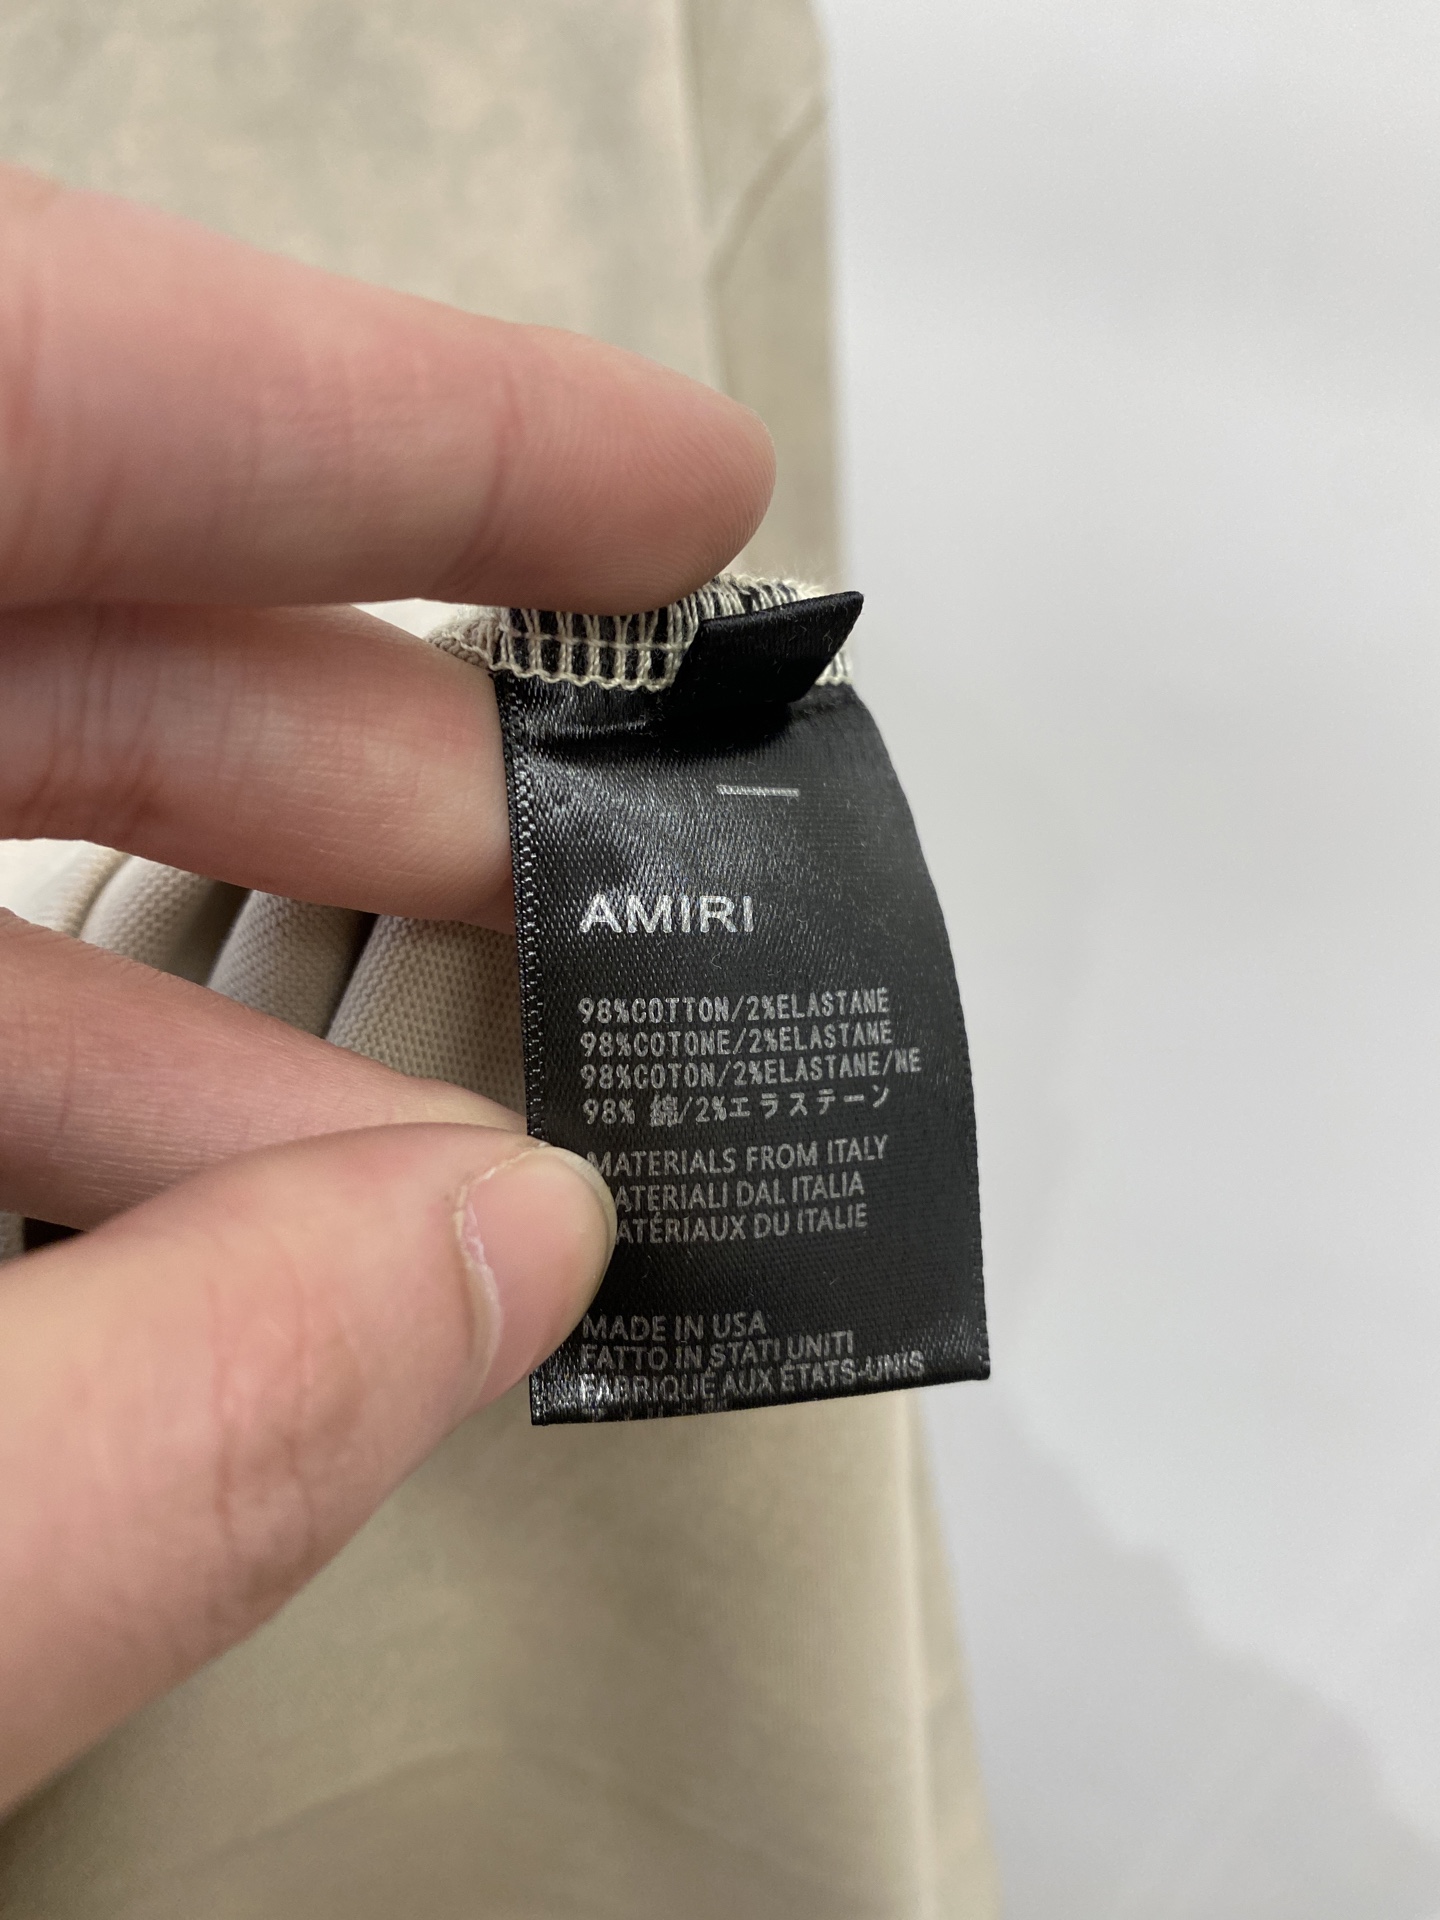 AMIRI
98%COTTON/2%ELASTANE
98%COTONE/2%ELASTANE
98%COTON/2%ELASTANE/NE
98% 綿/2%エラステーン
MATERIALS FROM ITALY
ATERIALI DAL ITALIA
ATÉRIAUX DU ITALIE
MADE IN USA
FATTO IN STATI UNITI
FABRIQUÉ AUX ÉTATS-UNIS